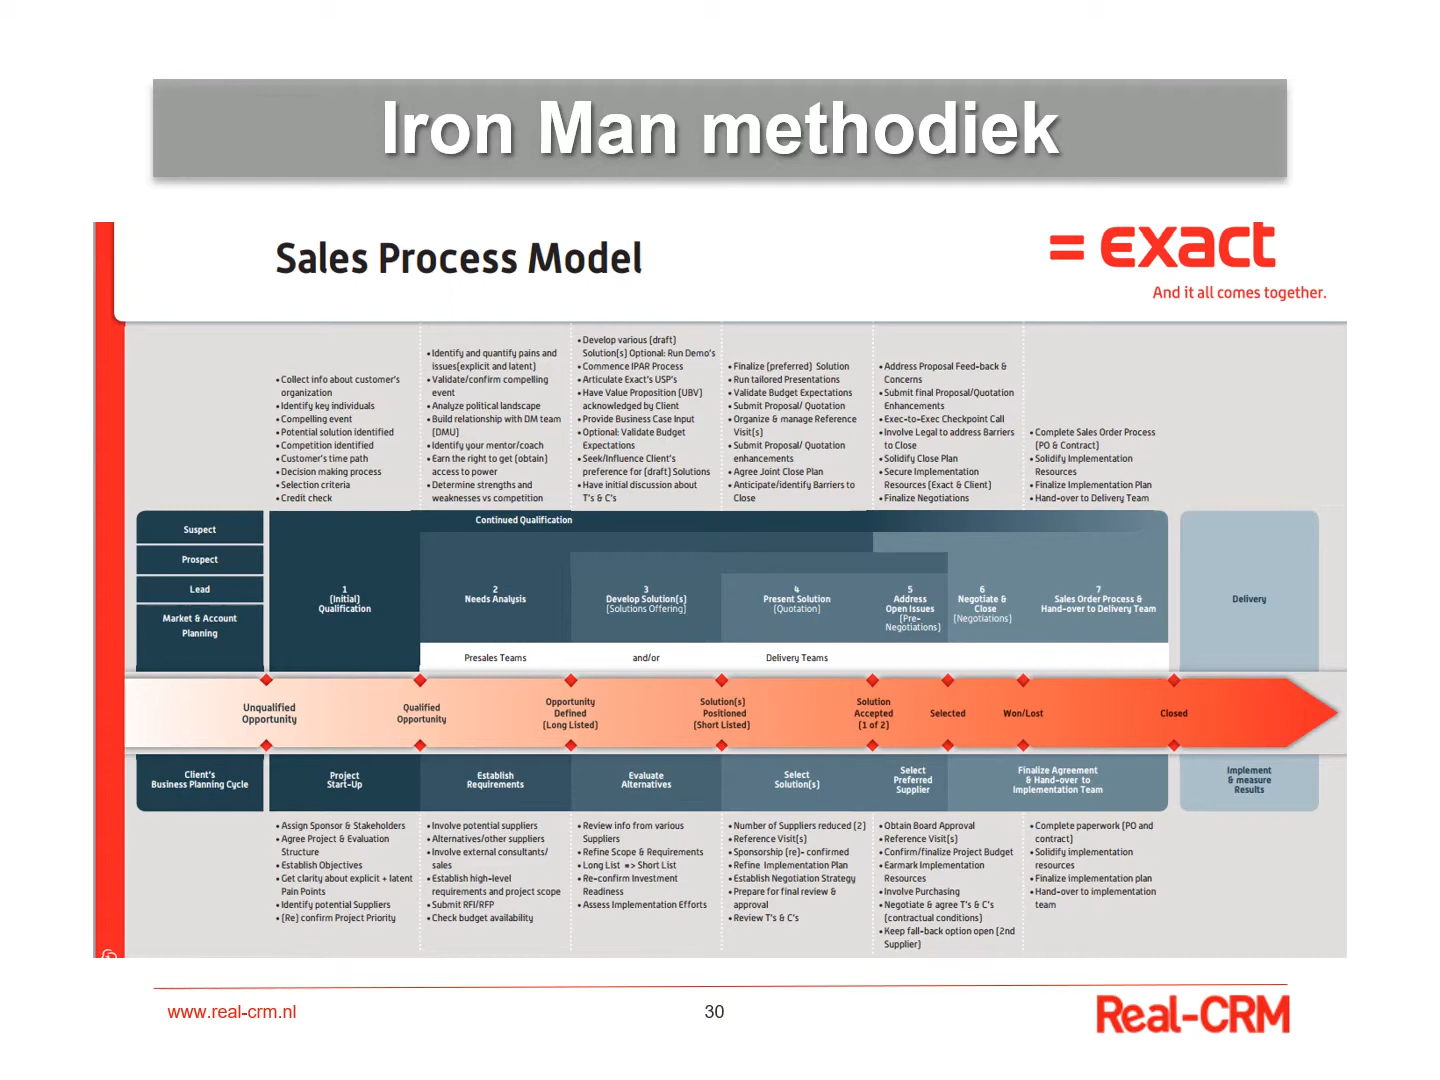 Iron Man methodiek
Sales Process Model
= exact
And it all comes together.
• Collect info about customer's
organization
• Identify key individuals
• Compelling event
• Potential solution identified
• Competition identified
• Customer's time path
• Decision making process
• Selection criteria
• Credit check
• Identify and quantify pains and
issues(explicit and latent)
• Validate/confirm compelling
event
• Analyze political landscape
• Build relationship with DM team
(DMU)
• Identify your mentor/coach
• Earn the right to get (obtain)
access to power
• Determine strengths and
weaknesses vs competition
• Develop various (draft)
Solution(s) Optional: Run Demo's
• Commence IPAR Process
• Articulate Exact's USP's
• Have Value Proposition (UBV)
acknowledged by Client
• Provide Business Case Input
• Optional: Validate Budget
Expectations
• Seek/Influence Client's
preference for (draft) Solutions
• Have initial discussion about
T's & C's
• Finalize (preferred) Solution
• Run tailored Presentations
• Validate Budget Expectations
• Submit Proposal/ Quotation
• Organize & manage Reference
Visit(s)
• Submit Proposal/ Quotation
enhancements
• Agree Joint Close Plan
• Anticipate/identify Barriers to
Close
• Address Proposal Feed-back &
Concerns
• Submit final Proposal/Quotation
Enhancements
• Exec-to-Exec Checkpoint Call
• Involve Legal to address Barriers
to Close
• Solidify Close Plan
• Secure Implementation
Resources (Exact & Client)
• Finalize Negotiations
• Complete Sales Order Process
(PO & Contract)
• Solidify Implementation
Resources
• Finalize Implementation Plan
• Hand-over to Delivery Team
Suspect
Prospect
Lead
Market & Account
Planning
Continued Qualification
1
(Initial)
Qualification
2
Needs Analysis
3
Develop Solution(s)
(Solutions Offering)
4
Present Solution
(Quotation)
5
Address
Open Issues
(Pre-
Negotiations)
6
Negotiate &
Close
(Negotiations)
7
Sales Order Process &
Hand-over to Delivery Team
Delivery
Presales Teams
and/or
Delivery Teams
Unqualified
Opportunity
Qualified
Opportunity
Opportunity
Defined
(Long Listed)
Solution(s)
Positioned
(Short Listed)
Solution
Accepted
(1 of 2)
Selected
Won/Lost
Closed
Client's
Business Planning Cycle
Project
Start-Up
Establish
Requirements
Evaluate
Alternatives
Select
Solution(s)
Select
Preferred
Supplier
Finalize Agreement
& Hand-over to
Implementation Team
Implement
& measure
Results
• Assign Sponsor & Stakeholders
• Agree Project & Evaluation
Structure
• Establish Objectives
• Get clarity about explicit + latent
Pain Points
• Identify potential Suppliers
• (Re) confirm Project Priority
• Involve potential suppliers
• Alternatives/other suppliers
• Involve external consultants/
sales
• Establish high-level
requirements and project scope
• Submit RFI/RFP
• Check budget availability
• Review info from various
Suppliers
• Refine Scope & Requirements
• Long List => Short List
• Re-confirm Investment
Readiness
• Assess Implementation Efforts
• Number of Suppliers reduced (2)
• Reference Visit(s)
• Sponsorship (re)- confirmed
• Refine Implementation Plan
• Establish Negotiation Strategy
• Prepare for final review &
approval
• Review T's & C's
• Obtain Board Approval
• Reference Visit(s)
• Confirm/finalize Project Budget
• Earmark Implementation
Resources
• Involve Purchasing
• Negotiate & agree T's & C's
(contractual conditions)
• Keep fall-back option open (2nd
Supplier)
• Complete paperwork (PO and
contract)
• Solidify implementation
resources
• Finalize implementation plan
• Hand-over to implementation
team
www.real-crm.nl
30
Real-CRM